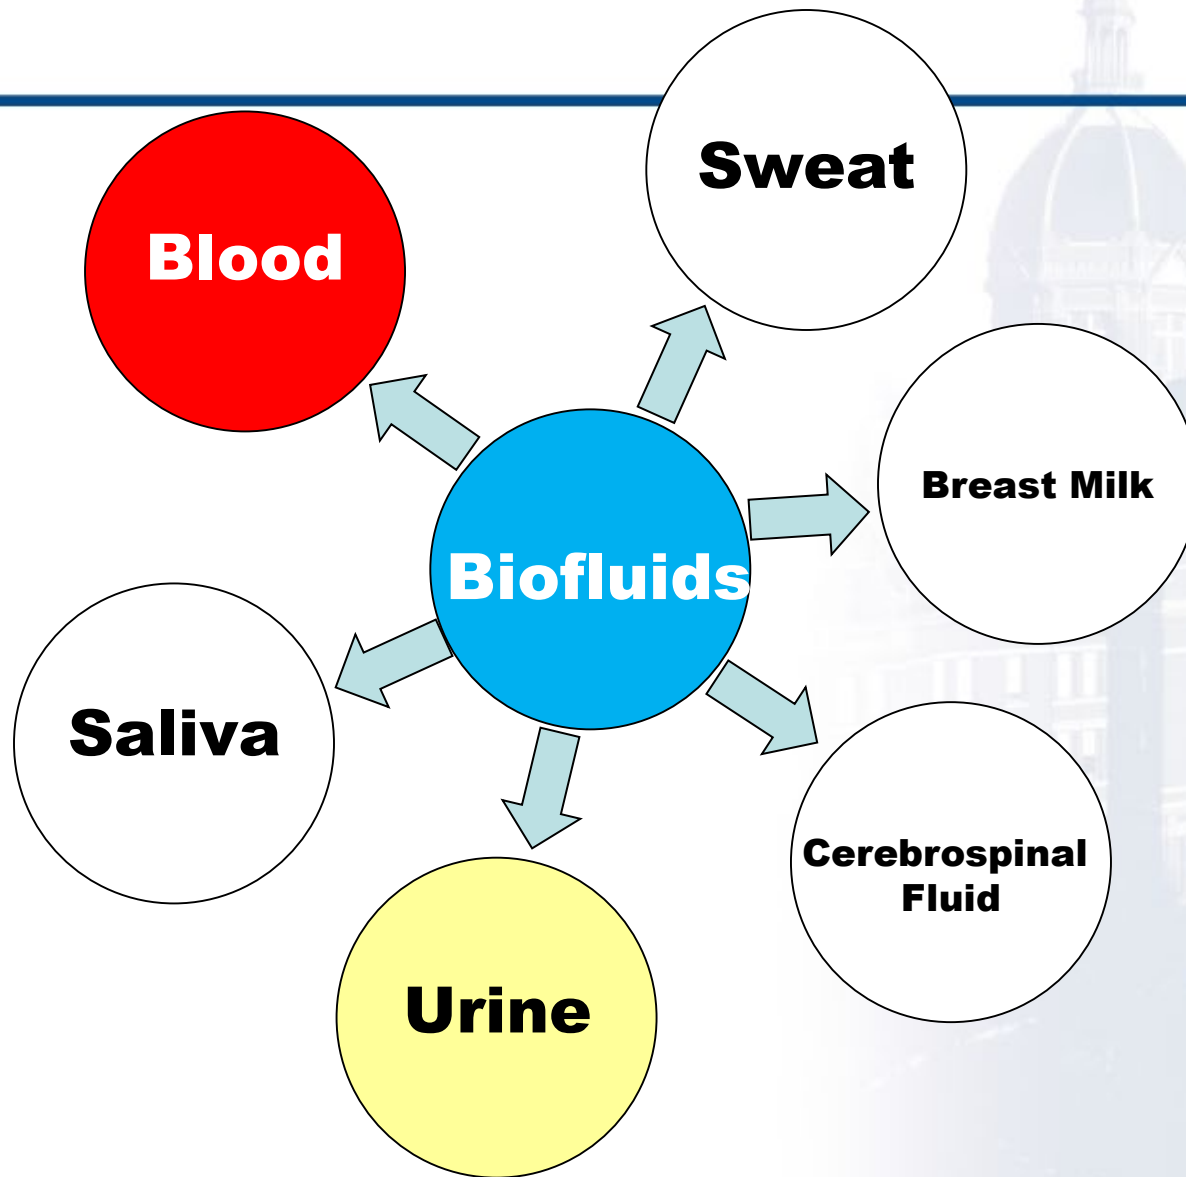 Sweat
Blood
Breast Milk
Biofluids
Saliva
Cerebrospinal
Fluid
Urine